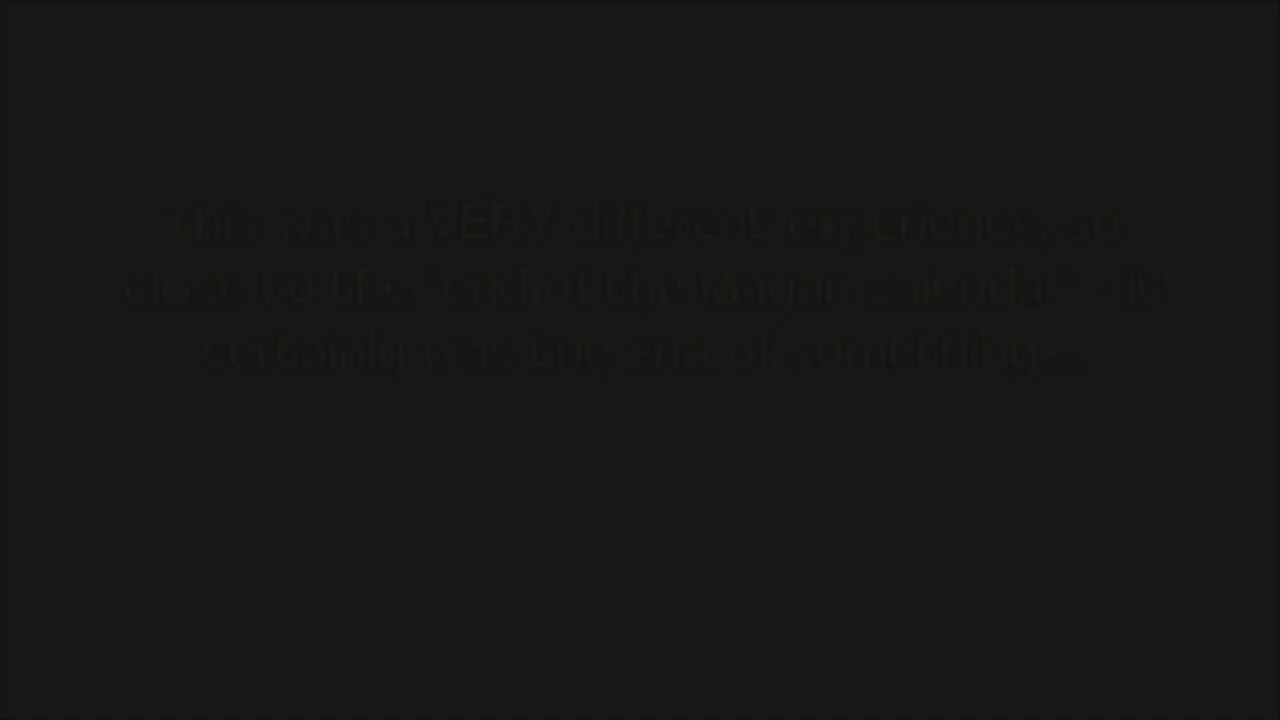 This was a VERY different experience, so
close to the "end of the Mayan calendar" - it
certainly was the end of something...